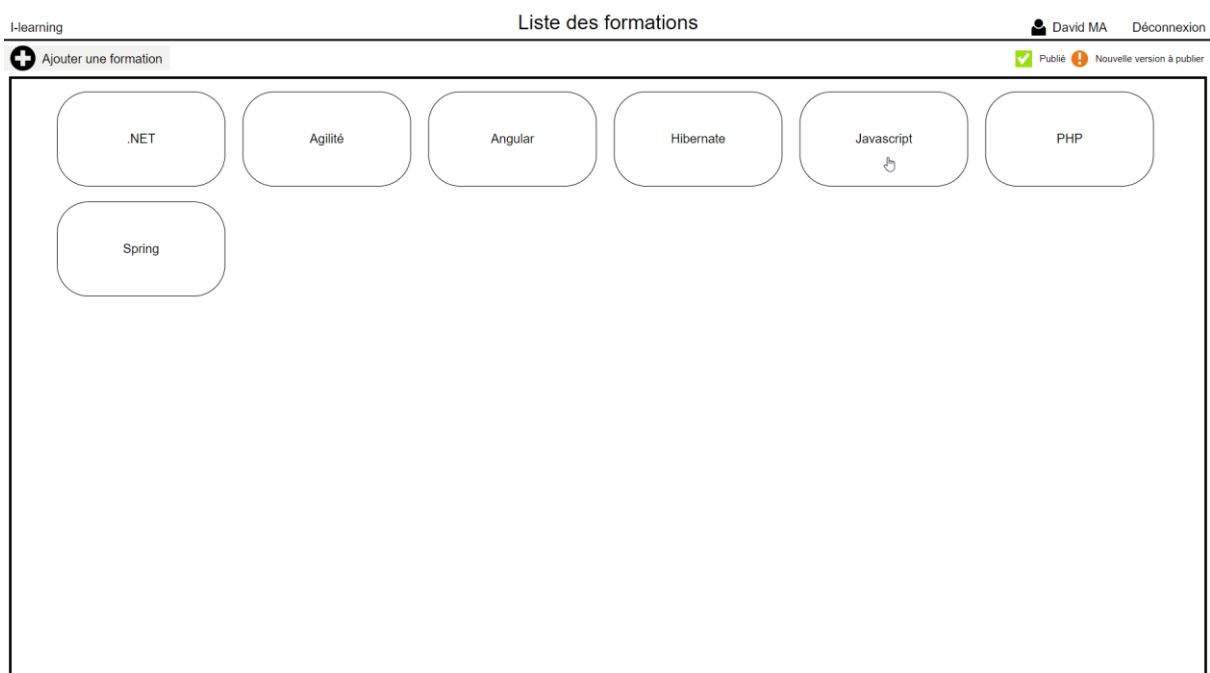 I-learning Liste des formations David MA Déconnexion
Ajouter une formation Publié Nouvelle version à publier
.NET Agilité Angular Hibernate Javascript PHP
Spring